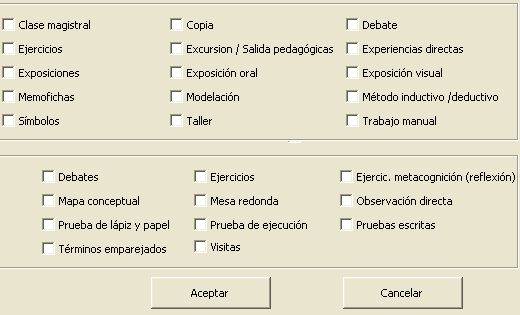 Clase magistral Copia Debate
Ejercicios Excursion / Salida pedagógicas Experiencias directas
Exposiciones Exposición oral Exposición visual
Memofichas Modelación Método inductivo /deductivo
Símbolos Taller Trabajo manual
Debates Ejercicios Ejercic. metacognición (reflexión)
Mapa conceptual Mesa redonda Observación directa
Prueba de lápiz y papel Prueba de ejecución Pruebas escritas
Términos emparejados Visitas
Aceptar Cancelar